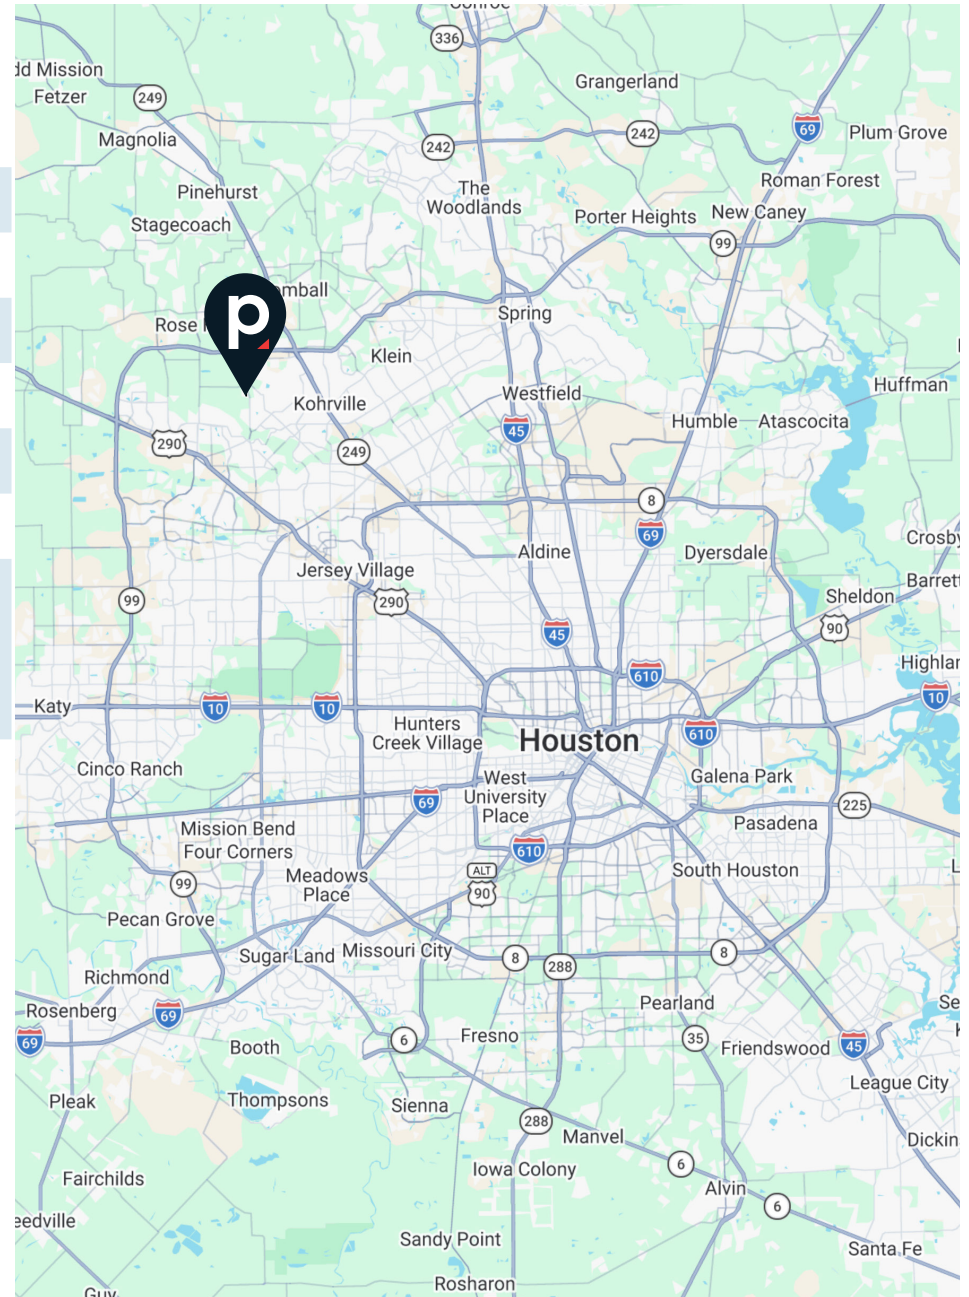 Conroe
336
dd Mission
Fetzer
249
Grangerland
Magnolia
242
242
69
Plum Grove
Pinehurst
The
Woodlands
Roman Forest
Stagecoach
Porter Heights
New Caney
99
omball
p
Rose
Spring
Klein
Huffman
Kohrville
Westfield
Humble
Atascocita
45
290
249
8
69
Crosby
Aldine
Dyersdale
Jersey Village
Barrett
Sheldon
99
290
90
45
Highlan
610
10
Katy
10
10
Hunters
Creek Village
Houston
610
Cinco Ranch
West
University
Place
Galena Park
69
225
Mission Bend
Four Corners
Pasadena
610
Meadows
Place
ALT
90
South Houston
99
Pecan Grove
Sugar Land
Missouri City
8
288
8
Richmond
Rosenberg
69
Pearland
Se
69
6
Fresno
35
Friendswood
45
Booth
League City
Pleak
Thompsons
Sienna
288
Manvel
Dickin
6
Iowa Colony
Fairchilds
Alvin
6
eedville
Sandy Point
Santa Fe
Rosharon
Guy